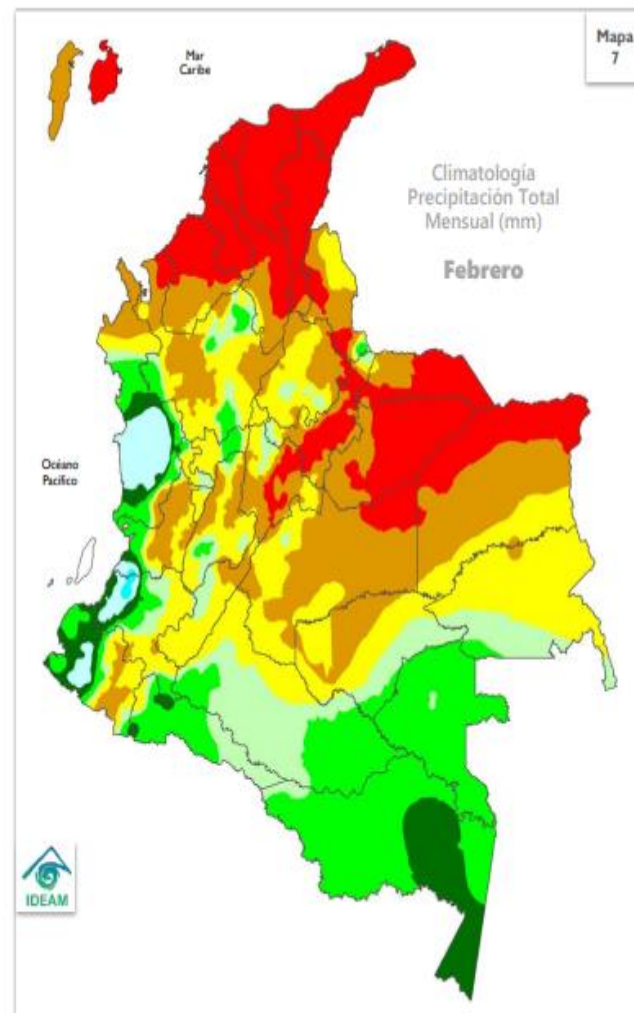 Mapa
7
Mar
Caribe
Climatología
Precipitación Total
Mensual (mm)
Febrero
Océano
Pacífico
IDEAM